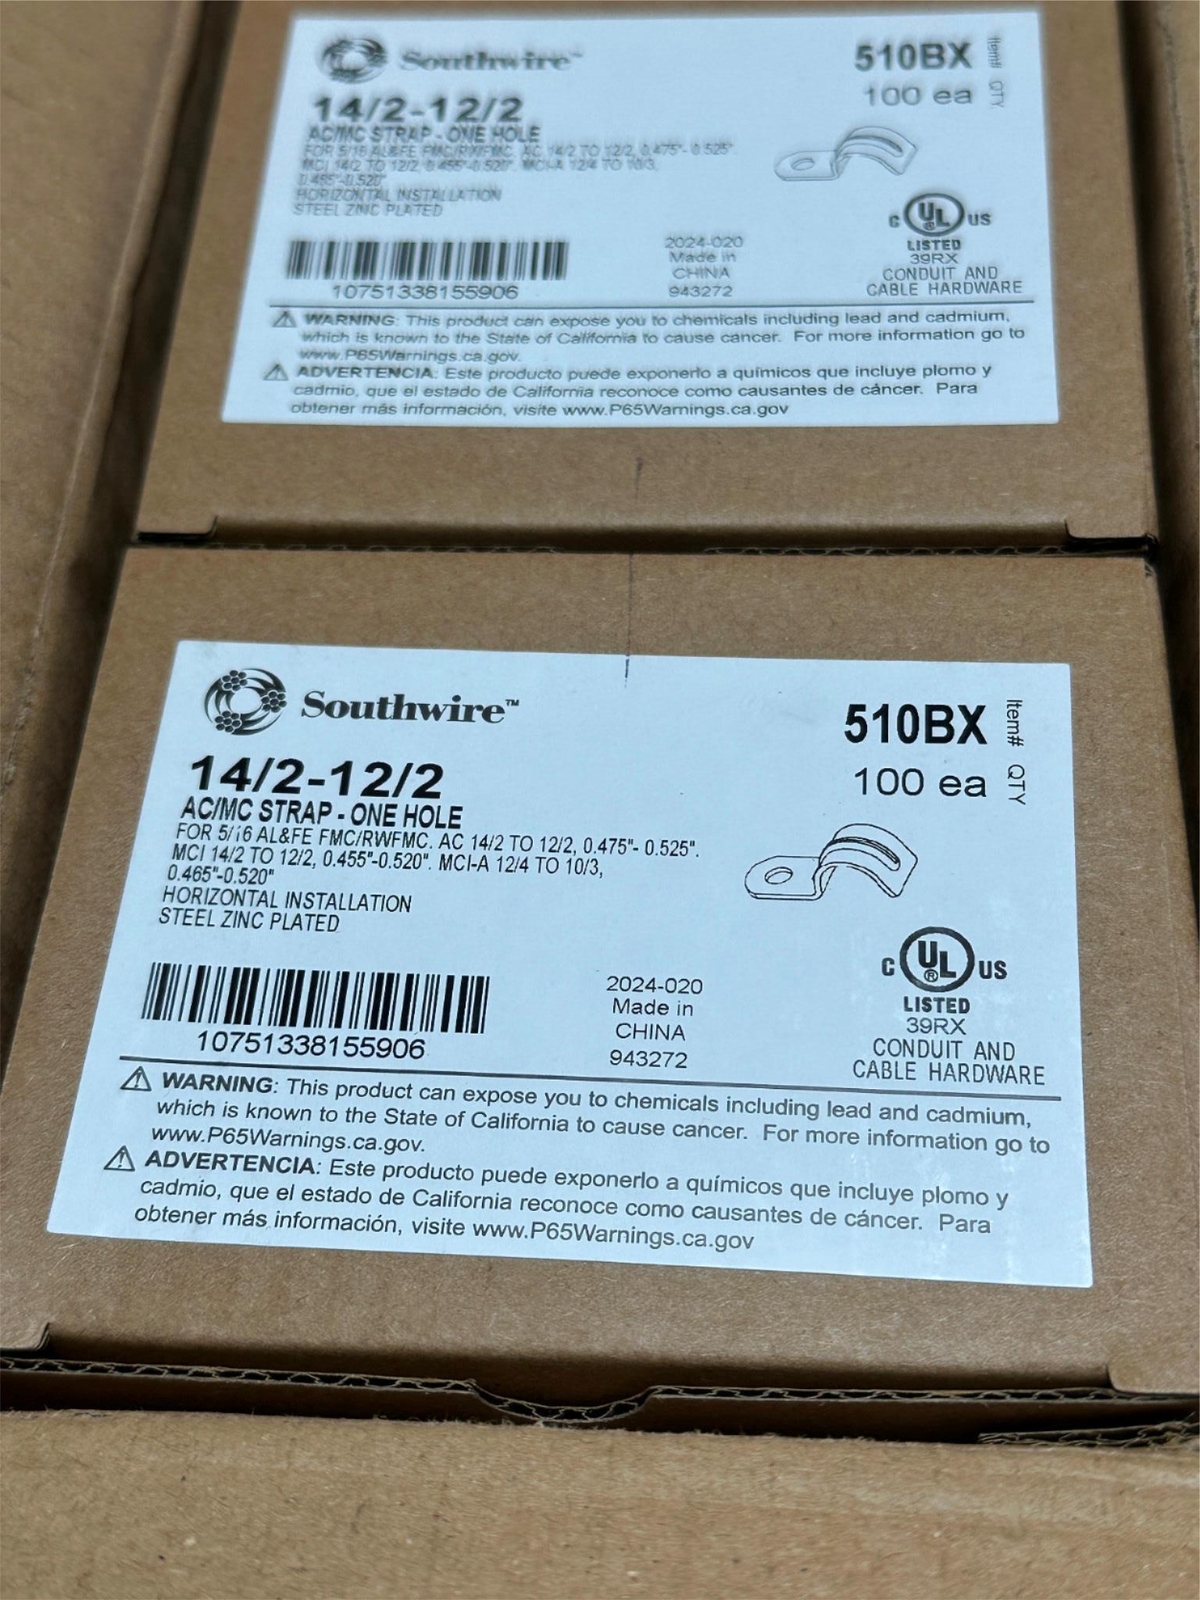 Southwire™
510BX
Item#
14/2-12/2
100 ea
QTY
AC/MC STRAP - ONE HOLE
FOR 5/16 AL&FE FMC/RWFMC. AC 14/2 TO 12/2, 0.475"- 0.525".
MCI 14/2 TO 12/2, 0.455"-0.520". MCI-A 12/4 TO 10/3,
0.465"-0.520"
HORIZONTAL INSTALLATION
STEEL ZINC PLATED
C UL ® US
LISTED
39RX
CONDUIT AND
CABLE HARDWARE
2024-020
Made in
CHINA
943272
10751338155906
⚠ WARNING: This product can expose you to chemicals including lead and cadmium,
which is known to the State of California to cause cancer. For more information go to
www.P65Warnings.ca.gov.
⚠ ADVERTENCIA: Este producto puede exponerlo a químicos que incluye plomo y
cadmio, que el estado de California reconoce como causantes de cáncer. Para
obtener más información, visite www.P65Warnings.ca.gov
Southwire™
510BX
Item#
14/2-12/2
100 ea
QTY
AC/MC STRAP - ONE HOLE
FOR 5/16 AL&FE FMC/RWFMC. AC 14/2 TO 12/2, 0.475"- 0.525".
MCI 14/2 TO 12/2, 0.455"-0.520". MCI-A 12/4 TO 10/3,
0.465"-0.520"
HORIZONTAL INSTALLATION
STEEL ZINC PLATED
C UL ® US
LISTED
39RX
CONDUIT AND
CABLE HARDWARE
2024-020
Made in
CHINA
943272
10751338155906
⚠ WARNING: This product can expose you to chemicals including lead and cadmium,
which is known to the State of California to cause cancer. For more information go to
www.P65Warnings.ca.gov.
⚠ ADVERTENCIA: Este producto puede exponerlo a químicos que incluye plomo y
cadmio, que el estado de California reconoce como causantes de cáncer. Para
obtener más información, visite www.P65Warnings.ca.gov